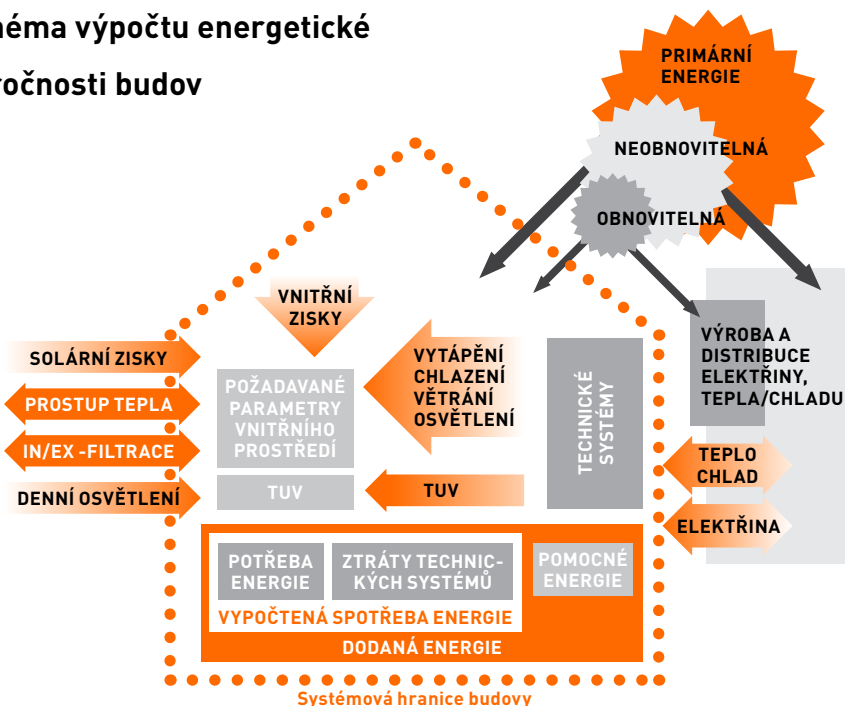 éma výpočtu energetické
ročnosti budov
PRIMÁRNÍ
ENERGIE
NEOBNOVITELNÁ
OBNOVITELNÁ
VNITŘNÍ
ZISKY
SOLÁRNÍ ZISKY
PROSTUP TEPLA
IN/EX -FILTRACE
DENNÍ OSVĚTLENÍ
POŽADAVANÉ
PARAMETRY
VNITŘNÍHO
PROSTŘEDÍ
TUV
VYTÁPĚNÍ
CHLAZENÍ
VĚTRÁNÍ
OSVĚTLENÍ
TUV
TECHNICKÉ
SYSTÉMY
VÝROBA A
DISTRIBUCE
ELEKTŘINY,
TEPLA/CHLADU
TEPLO
CHLAD
ELEKTŘINA
POTŘEBA
ENERGIE
ZTRÁTY TECHNIC-
KÝCH SYSTÉMŮ
POMOCNÉ
ENERGIE
VYPOČTENÁ SPOTŘEBA ENERGIE
DODANÁ ENERGIE
Systémová hranice budovy